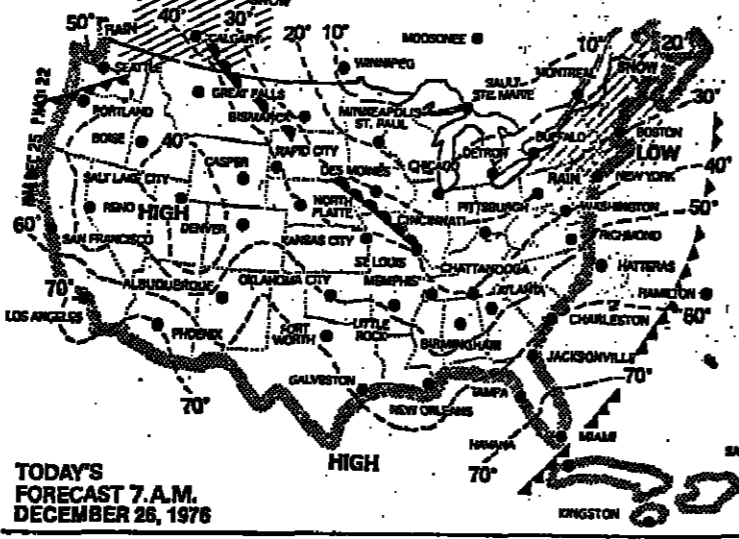 SNOW
50° 40° 30° 20° 10° 10° 20°
RAIN
CALGARY
MOOSONEE
WINNIPEG
SEATTLE
SAULT
STE. MARIE
MONTREAL
SNOW
30°
GREAT FALLS
PORTLAND
BISMARCK
MINNEAPOLIS
ST. PAUL
BUFFALO
BOSTON
BOISE
40°
CASPER
RAPID CITY
DES MOINES
CHICAGO
DETROIT
LOW
40°
SALT LAKE CITY
RAIN
NEW YORK
RENO
HIGH
NORTH
PLATTE
CINCINNATI
PITTSBURGH
WASHINGTON
50°
60°
SAN FRANCISCO
DENVER
KANSAS CITY
RICHMOND
ST. LOUIS
CHATTANOOGA
HATTERAS
70°
ALBUQUERQUE
OKLAHOMA CITY
MEMPHIS
ATLANTA
HAMILTON
60°
LOS ANGELES
PHOENIX
FORT
WORTH
LITTLE
ROCK
BIRMINGHAM
CHARLESTON
JACKSONVILLE
GALVESTON
70°
70°
NEW ORLEANS
TAMPA
HAVANA
MIAMI
HIGH
70°
KINGSTON
TODAY'S
FORECAST 7.A.M.
DECEMBER 26, 1976